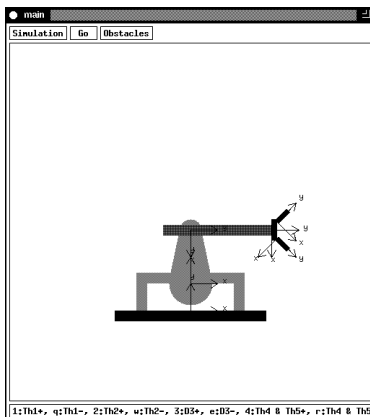 main
Simulation Go Obstacles
y
y
y
x
x x
y
y x
x
1:Th1+, q:Th1-, 2:Th2+, w:Th2-, 3:D3+, e:D3-, 4:Th4 & Th5+, r:Th4 & Th5